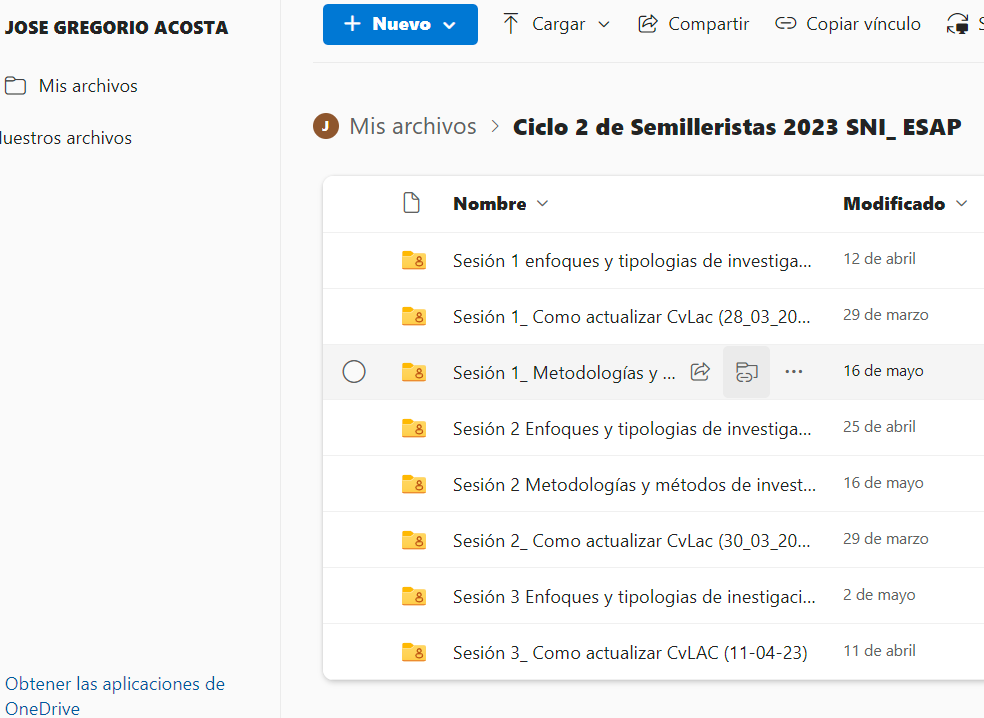 JOSE GREGORIO ACOSTA
Mis archivos
uestros archivos
Obtener las aplicaciones de
OneDrive
Nuevo
Cargar
Compartir
Copiar vínculo
S
J Mis archivos > Ciclo 2 de Semilleristas 2023 SNI_ ESAP
Nombre Modificado
Sesión 1 enfoques y tipologias de investiga... 12 de abril
Sesión 1_ Como actualizar CvLac (28_03_20... 29 de marzo
Sesión 1_ Metodologías y ... 16 de mayo
Sesión 2 Enfoques y tipologias de investiga... 25 de abril
Sesión 2 Metodologías y métodos de invest... 16 de mayo
Sesión 2_ Como actualizar CvLac (30_03_20... 29 de marzo
Sesión 3 Enfoques y tipologias de inestigaci... 2 de mayo
Sesión 3_ Como actualizar CvLAC (11-04-23) 11 de abril